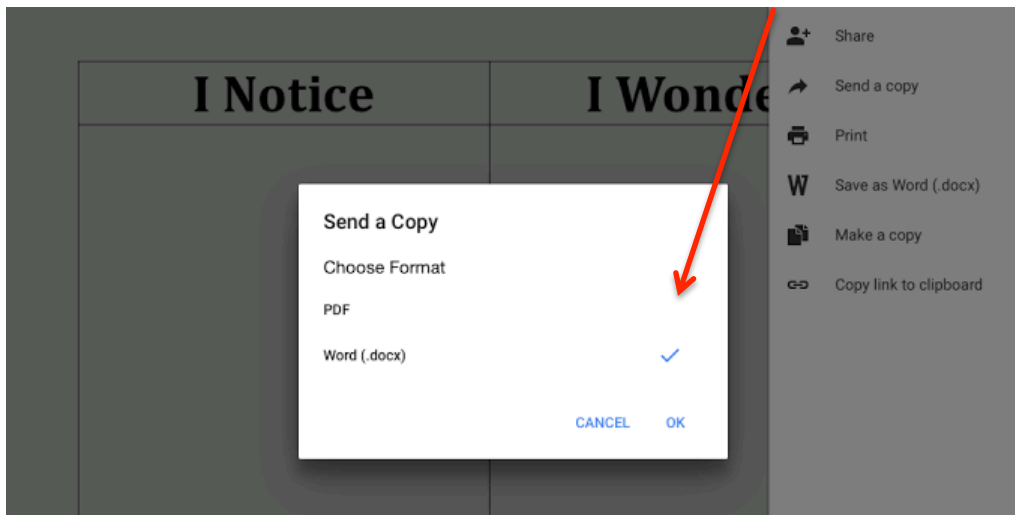 I Notice
I Wonde
Share
Send a copy
Print
Save as Word (.docx)
Make a copy
Copy link to clipboard
Send a Copy
Choose Format
PDF
Word (.docx)
CANCEL OK